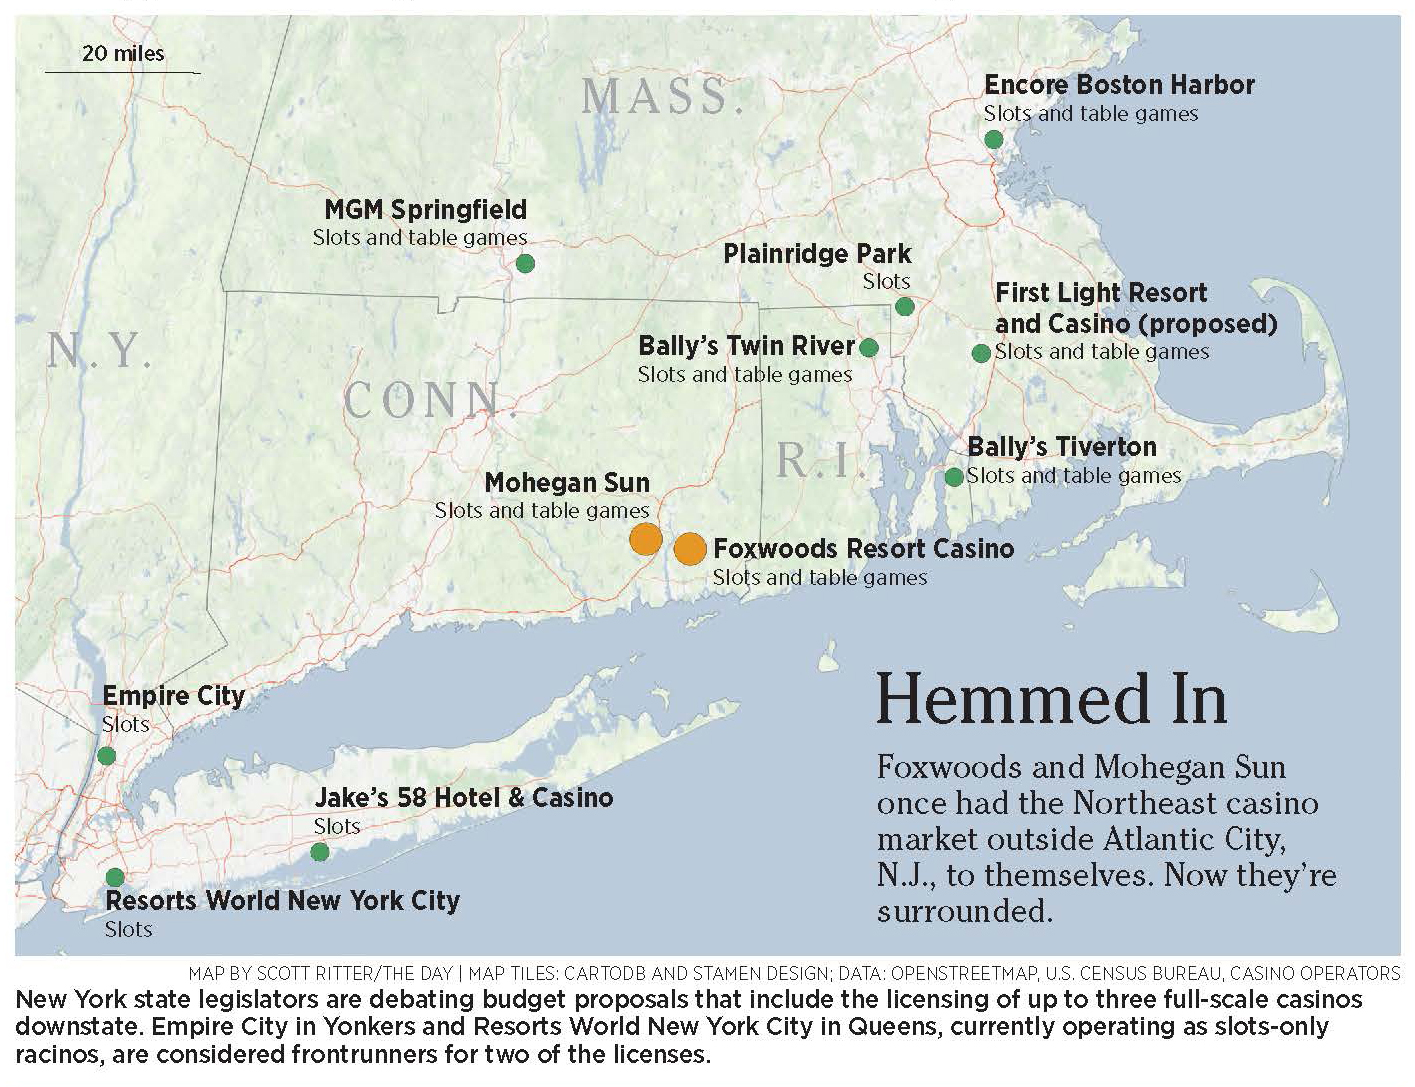 20 miles
MASS.
Encore Boston Harbor
Slots and table games
MGM Springfield
Slots and table games
Plainridge Park
Slots
First Light Resort
and Casino (proposed)
Slots and table games
N.Y.
Bally's Twin River
Slots and table games
CONN.
R.I.
Bally's Tiverton
Slots and table games
Mohegan Sun
Slots and table games
Foxwoods Resort Casino
Slots and table games
Empire City
Slots
Jake's 58 Hotel & Casino
Slots
Resorts World New York City
Slots
Hemmed In
Foxwoods and Mohegan Sun
once had the Northeast casino
market outside Atlantic City,
N.J., to themselves. Now they're
surrounded.
MAP BY SCOTT RITTER/THE DAY | MAP TILES: CARTODB AND STAMEN DESIGN; DATA: OPENSTREETMAP, U.S. CENSUS BUREAU, CASINO OPERATORS
New York state legislators are debating budget proposals that include the licensing of up to three full-scale casinos
downstate. Empire City in Yonkers and Resorts World New York City in Queens, currently operating as slots-only
racinos, are considered frontrunners for two of the licenses.